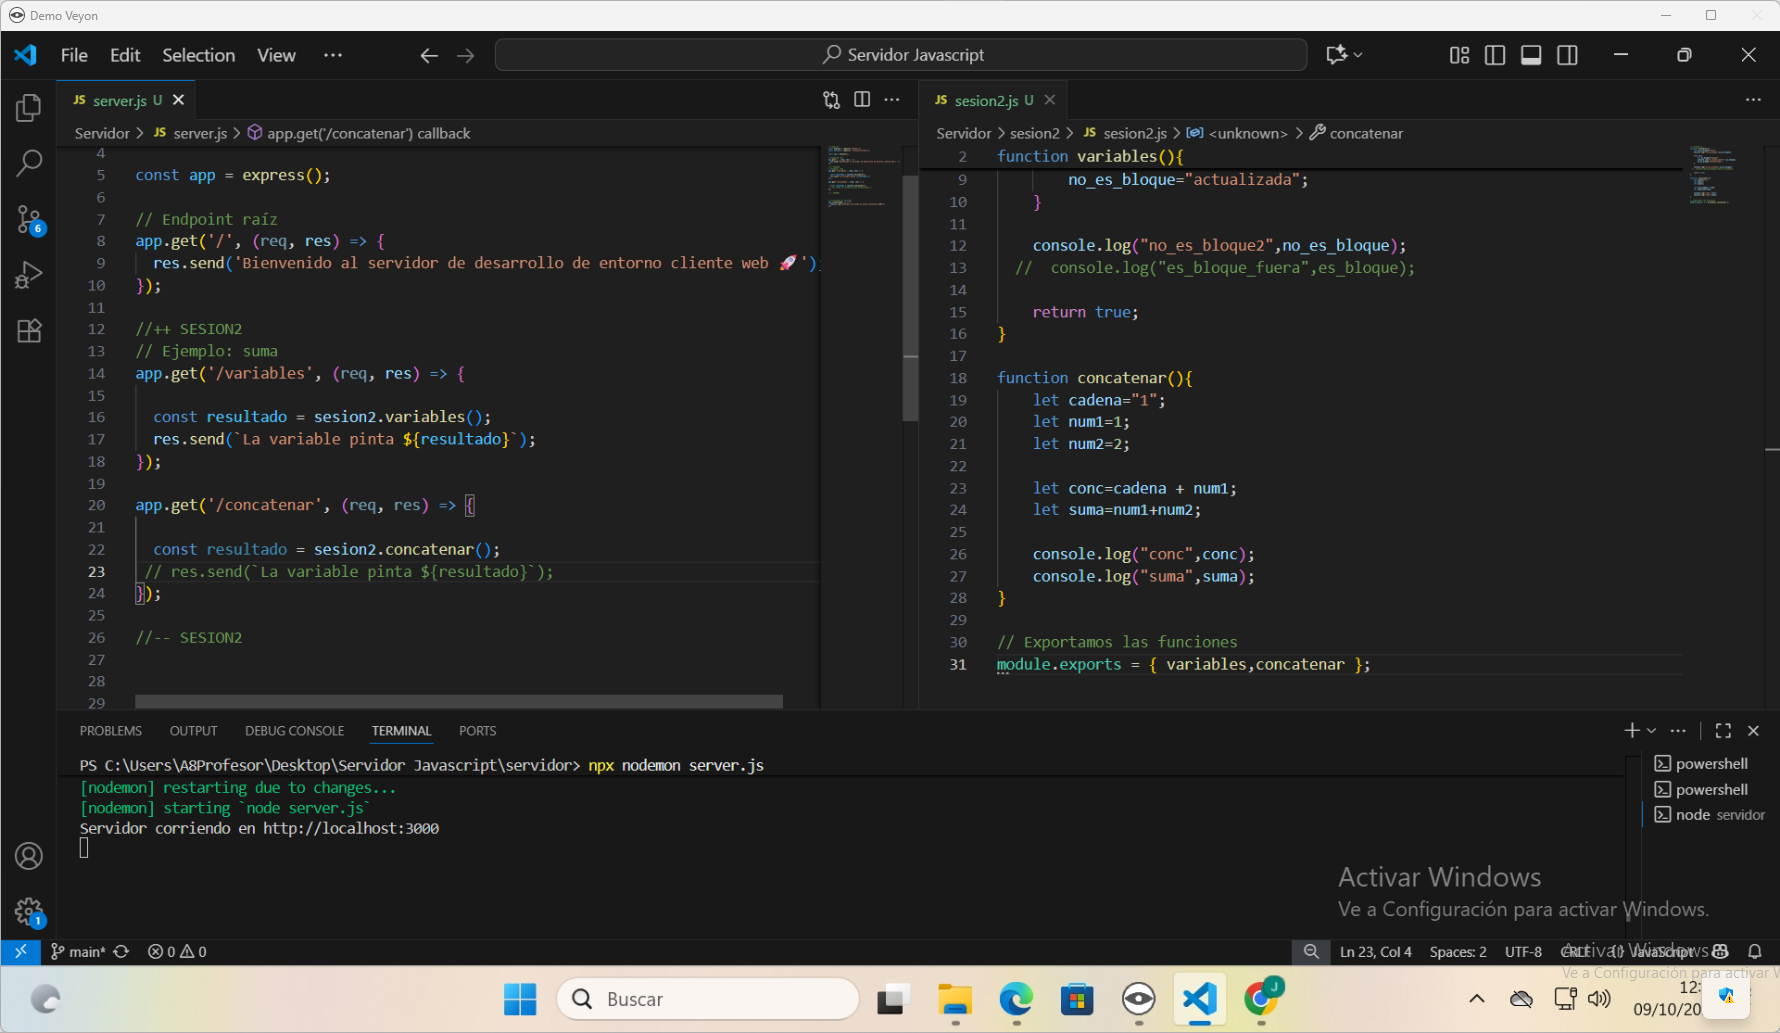 Demo Veyon
File Edit Selection View ··· Servidor Javascript
JS server.js U
JS sesion2.js U
Servidor > JS server.js > app.get('/concatenar') callback
Servidor > sesion2 > JS sesion2.js > <unknown> > concatenar
4
5 const app = express();
6
7 // Endpoint raíz
8 app.get('/', (req, res) => {
9 res.send('Bienvenido al servidor de desarrollo de entorno cliente web 🚀');
10 });
11
12 //++ SESION2
13 // Ejemplo: suma
14 app.get('/variables', (req, res) => {
15
16 const resultado = sesion2.variables();
17 res.send(`La variable pinta ${resultado}`);
18 });
19
20 app.get('/concatenar', (req, res) => {
21
22 const resultado = sesion2.concatenar();
23 // res.send(`La variable pinta ${resultado}`);
24 });
25
26 //-- SESION2
27
28
29
2 function variables(){
9 no_es_bloque="actualizada";
10 }
11
12 console.log("no_es_bloque2",no_es_bloque);
13 // console.log("es_bloque_fuera",es_bloque);
14
15 return true;
16 }
17
18 function concatenar(){
19 let cadena="1";
20 let num1=1;
21 let num2=2;
22
23 let conc=cadena + num1;
24 let suma=num1+num2;
25
26 console.log("conc",conc);
27 console.log("suma",suma);
28 }
29
30 // Exportamos las funciones
31 module.exports = { variables,concatenar };
6
1
PROBLEMS OUTPUT DEBUG CONSOLE TERMINAL PORTS
PS C:\Users\A8Profesor\Desktop\Servidor Javascript\servidor> npx nodemon server.js
[nodemon] restarting due to changes...
[nodemon] starting `node server.js`
Servidor corriendo en http://localhost:3000
powershell
powershell
node servidor
Activar Windows
Ve a Configuración para activar Windows.
main* 0 0
Ln 23, Col 4 Spaces: 2 UTF-8 CRLF {} JavaScript
Activar Windows
Ve a Configuración para activar
Buscar
J
12:
09/10/20